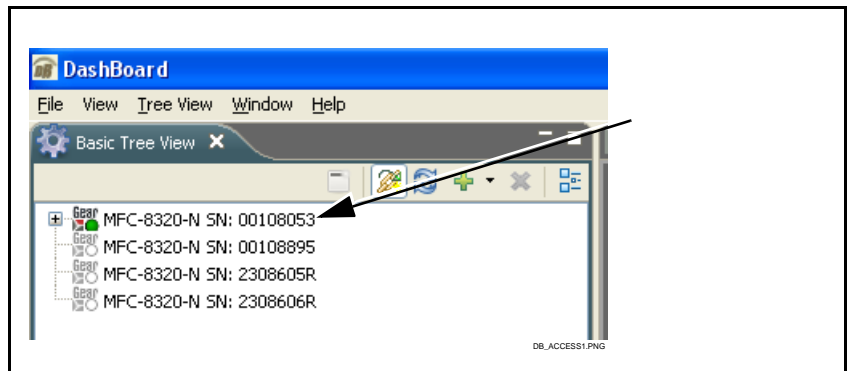 DashBoard
File View Tree View Window Help
Basic Tree View
Gear MFC-8320-N SN: 00108053
Gear MFC-8320-N SN: 00108895
Gear MFC-8320-N SN: 2308605R
Gear MFC-8320-N SN: 2308606R
DB_ACCESS1.PNG